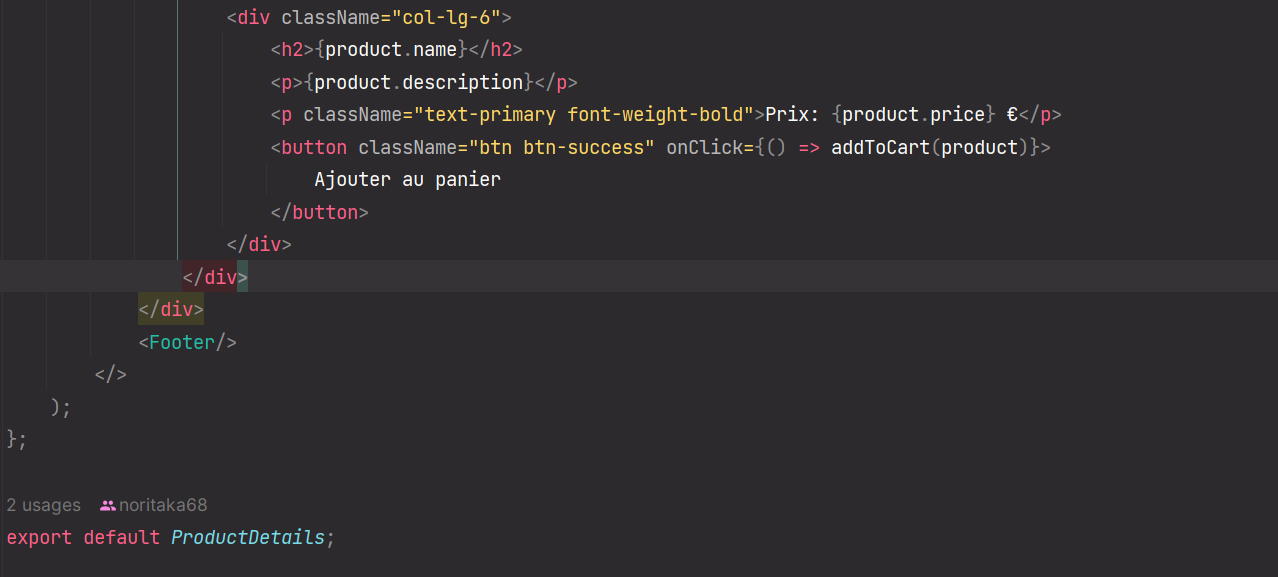 <div className="col-lg-6">
<h2>{product.name}</h2>
<p>{product.description}</p>
<p className="text-primary font-weight-bold">Prix: {product.price} €</p>
<button className="btn btn-success" onClick={() => addToCart(product)}>
Ajouter au panier
</button>
</div>
</div>
</div>
<Footer/>
</>
);
};
2 usages noritaka68
export default ProductDetails;